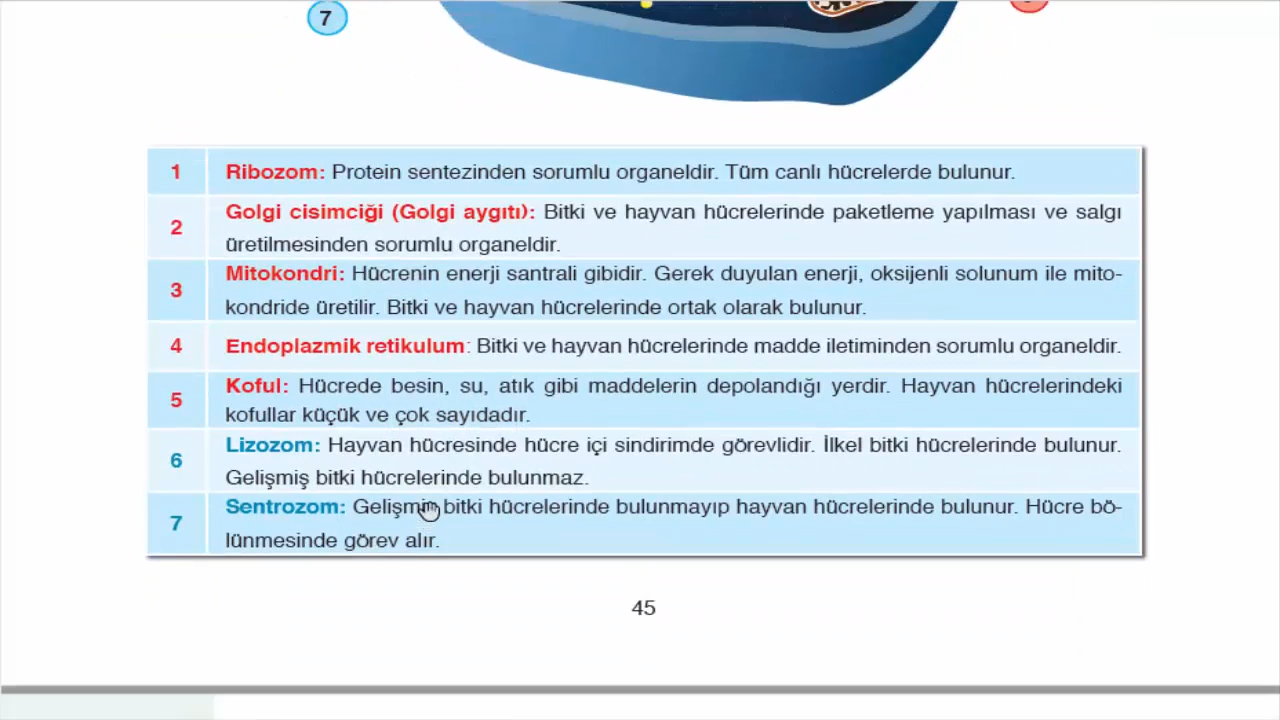 7
1
Ribozom: Protein sentezinden sorumlu organeldir. Tüm canlı hücrelerde bulunur.
2
Golgi cisimciği (Golgi aygıtı): Bitki ve hayvan hücrelerinde paketleme yapılması ve salgı
üretilmesinden sorumlu organeldir.
3
Mitokondri: Hücrenin enerji santrali gibidir. Gerek duyulan enerji, oksijenli solunum ile mito-
kondride üretilir. Bitki ve hayvan hücrelerinde ortak olarak bulunur.
4
Endoplazmik retikulum: Bitki ve hayvan hücrelerinde madde iletiminden sorumlu organeldir.
5
Koful: Hücrede besin, su, atık gibi maddelerin depolandığı yerdir. Hayvan hücrelerindeki
kofullar küçük ve çok sayıdadır.
6
Lizozom: Hayvan hücresinde hücre içi sindirimde görevlidir. İlkel bitki hücrelerinde bulunur.
Gelişmiş bitki hücrelerinde bulunmaz.
7
Sentrozom: Gelişmiş bitki hücrelerinde bulunmayıp hayvan hücrelerinde bulunur. Hücre bö-
lünmesinde görev alır.
45